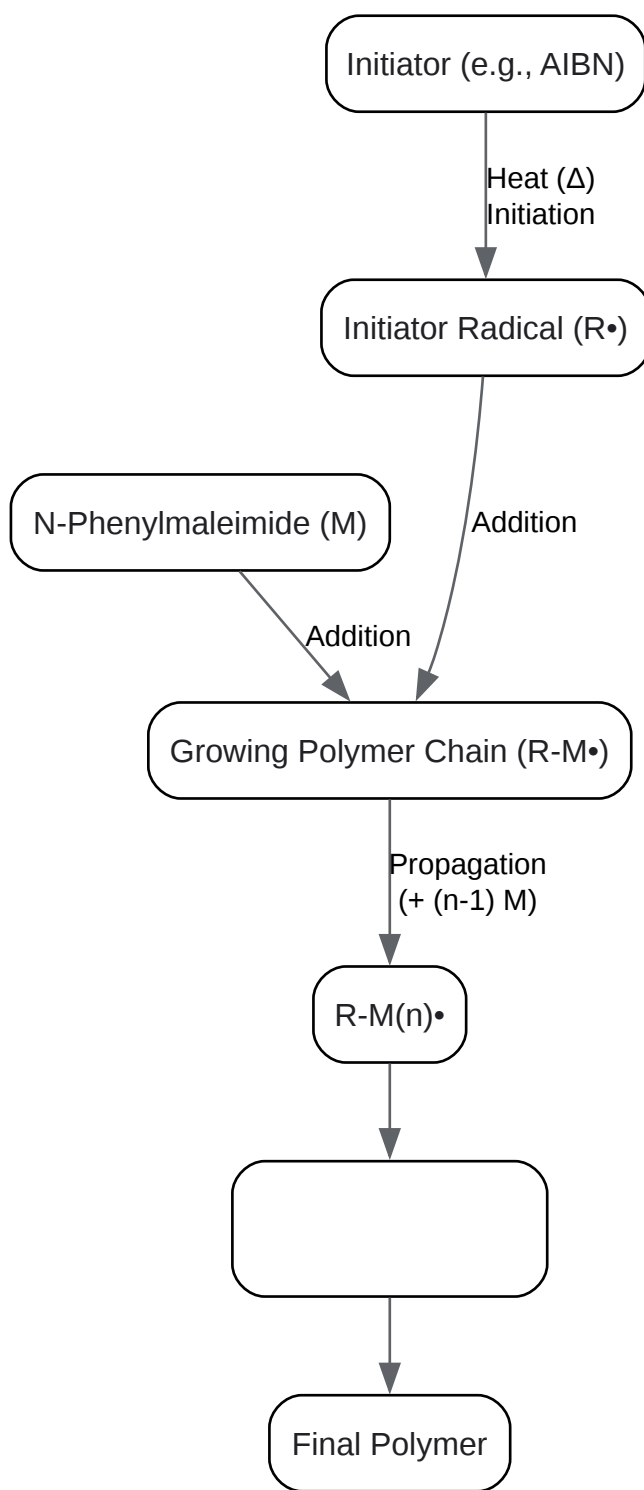 Initiator (e.g., AIBN)
Heat (Δ)
Initiation
Initiator Radical (R•)
N-Phenylmaleimide (M)
Addition
Addition
Growing Polymer Chain (R-M•)
Propagation
(+ (n-1) M)
R-M(n)•
Final Polymer